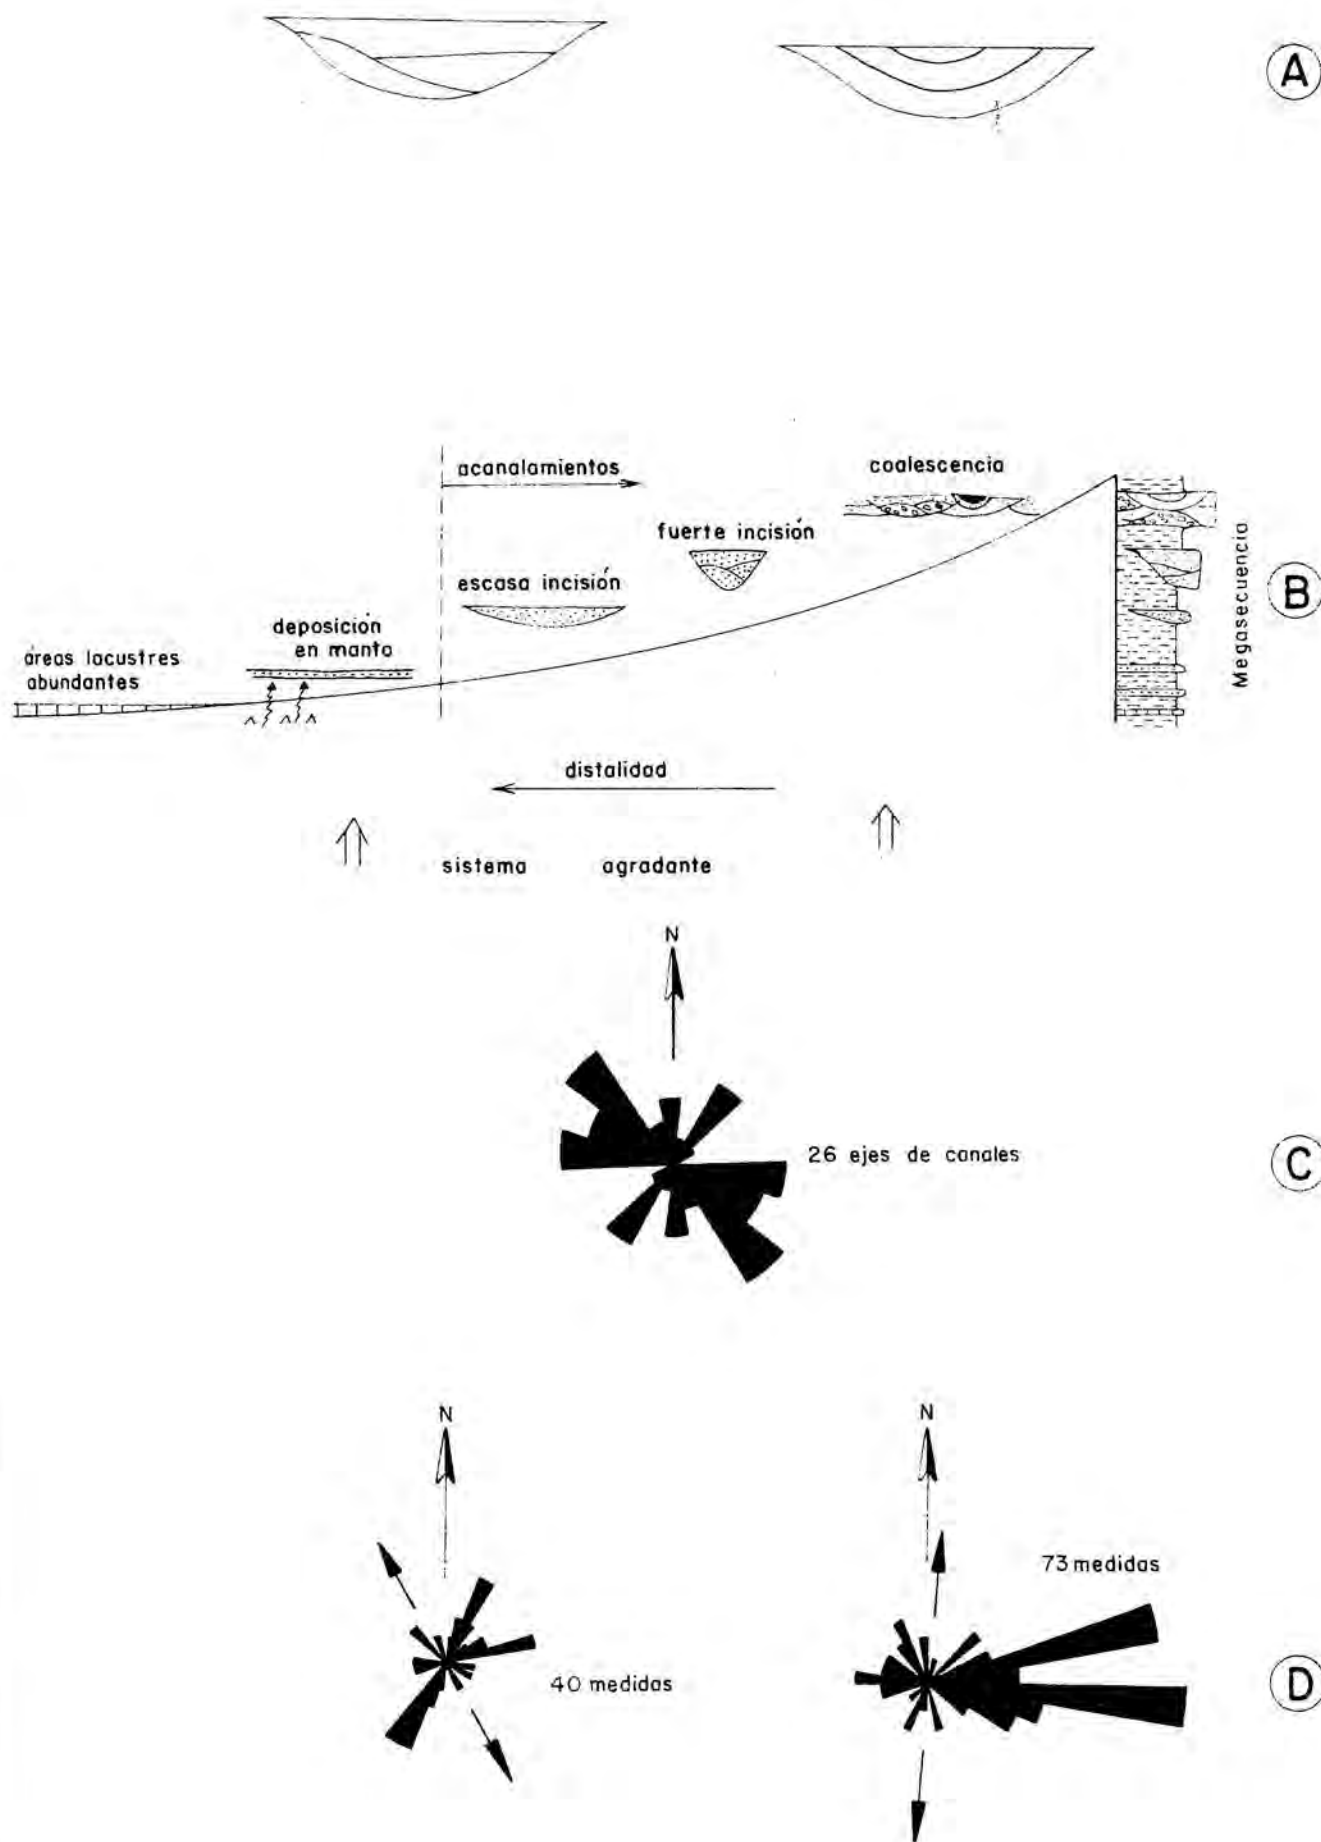 A
acanalamientos
coalescencia
fuerte incisión
escasa incisión
deposición
en manto
áreas lacustres
abundantes
Megasecuencia
B
distalidad
sistema agradante
N
26 ejes de canales
C
N
N
73 medidas
40 medidas
D